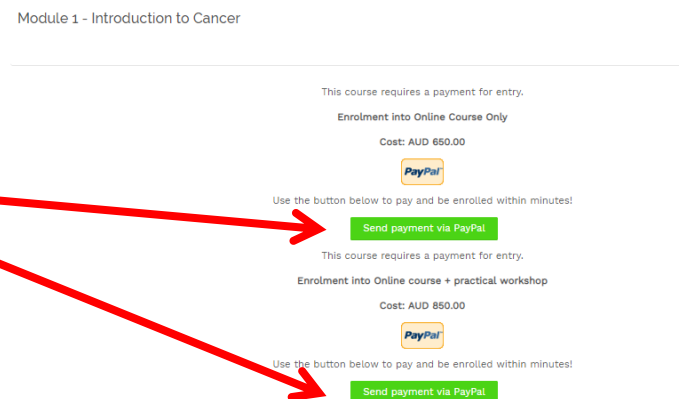 Module 1 - Introduction to Cancer
This course requires a payment for entry.
Enrolment into Online Course Only
Cost: AUD 650.00
PayPal
Use the button below to pay and be enrolled within minutes!
Send payment via PayPal
This course requires a payment for entry.
Enrolment into Online course + practical workshop
Cost: AUD 850.00
PayPal
Use the button below to pay and be enrolled within minutes!
Send payment via PayPal